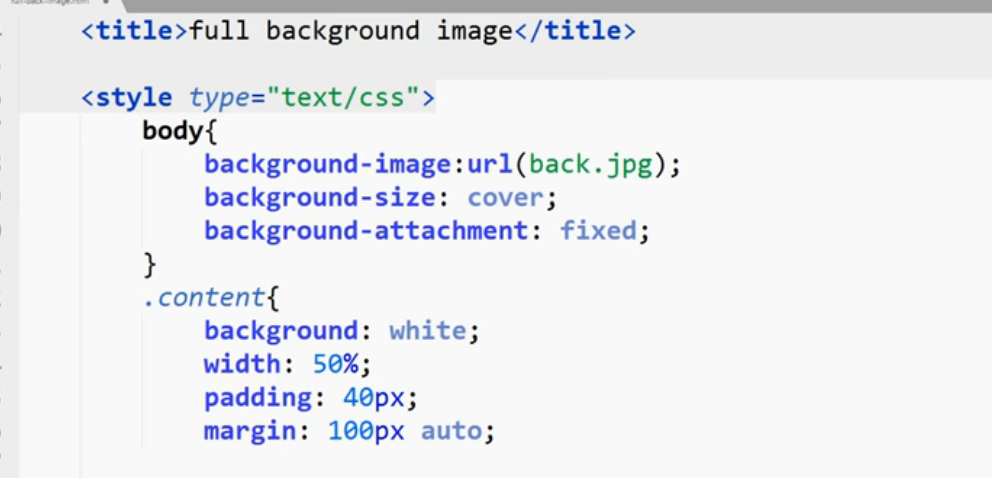 full-back-image.html
<title>full background image</title>
<style type="text/css">
body{
background-image:url(back.jpg);
background-size: cover;
background-attachment: fixed;
}
.content{
background: white;
width: 50%;
padding: 40px;
margin: 100px auto;